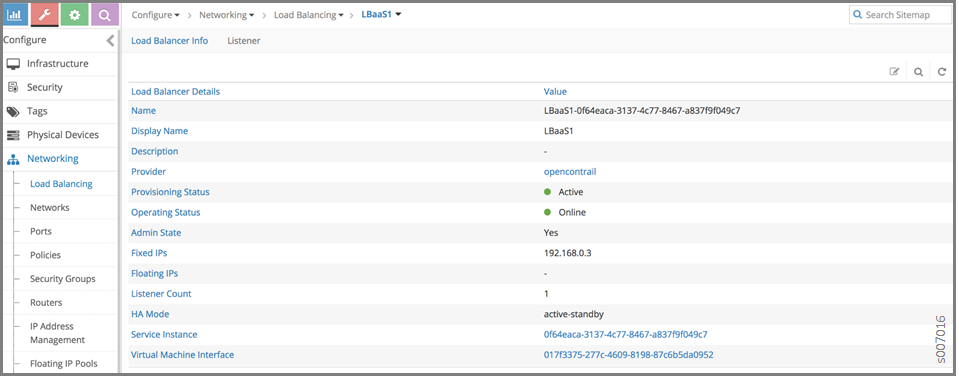 Configure > Networking > Load Balancing > LBaaS1
Search Sitemap
Configure
Infrastructure
Security
Tags
Physical Devices
Networking
Load Balancing
Networks
Ports
Policies
Security Groups
Routers
IP Address
Management
Floating IP Pools
Load Balancer Info Listener
Load Balancer Details Value
Name LBaaS1-0f64eaca-3137-4c77-8467-a837f9f049c7
Display Name LBaaS1
Description -
Provider opencontrail
Provisioning Status Active
Operating Status Online
Admin State Yes
Fixed IPs 192.168.0.3
Floating IPs -
Listener Count 1
HA Mode active-standby
Service Instance 0f64eaca-3137-4c77-8467-a837f9f049c7
Virtual Machine Interface 017f3375-277c-4609-8198-87c6b5da0952
s007016